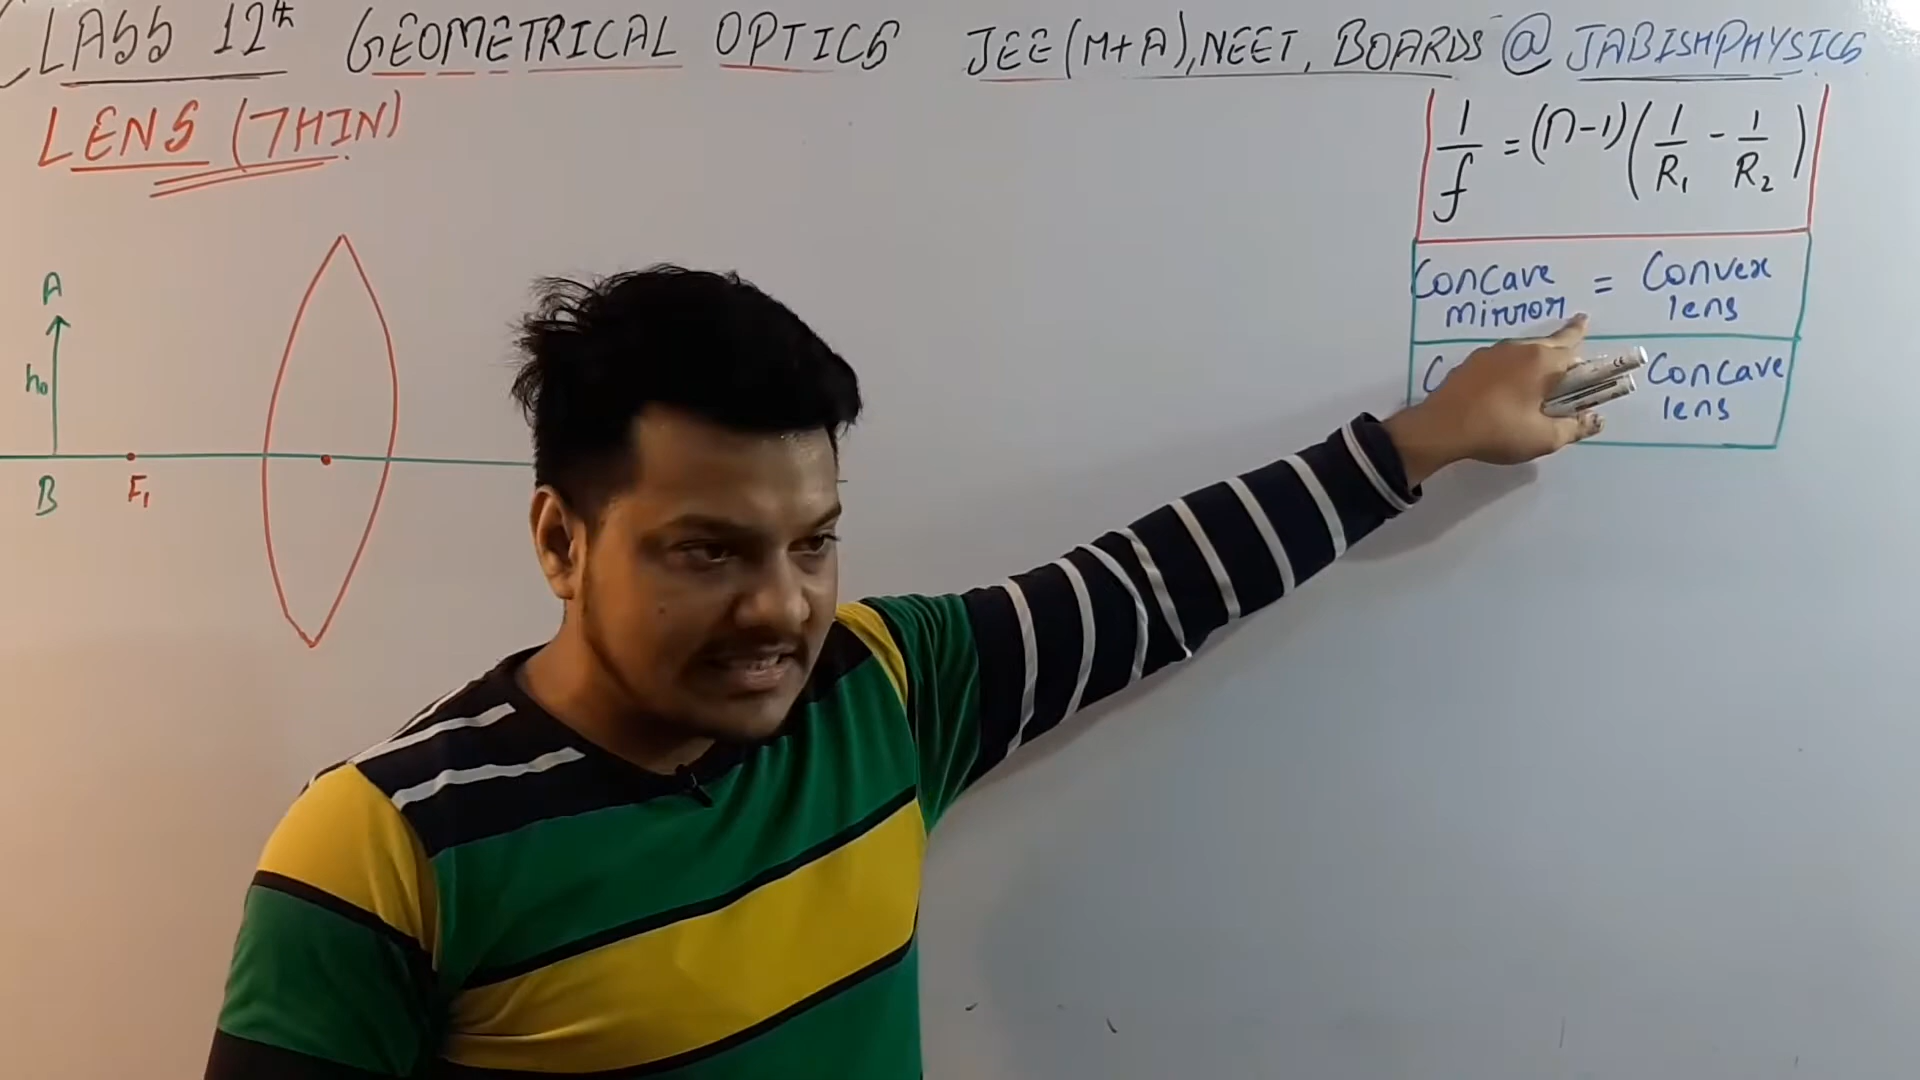 CLASS 12th GEOMETRICAL OPTICS JEE(M+A), NEET, BOARDS @ JABISHPHYSICS
LENS (THIN)
1/f = (n-1)(1/R₁ - 1/R₂)
Concave mirror = Convex lens
Concave lens
A
h₀
B
F₁